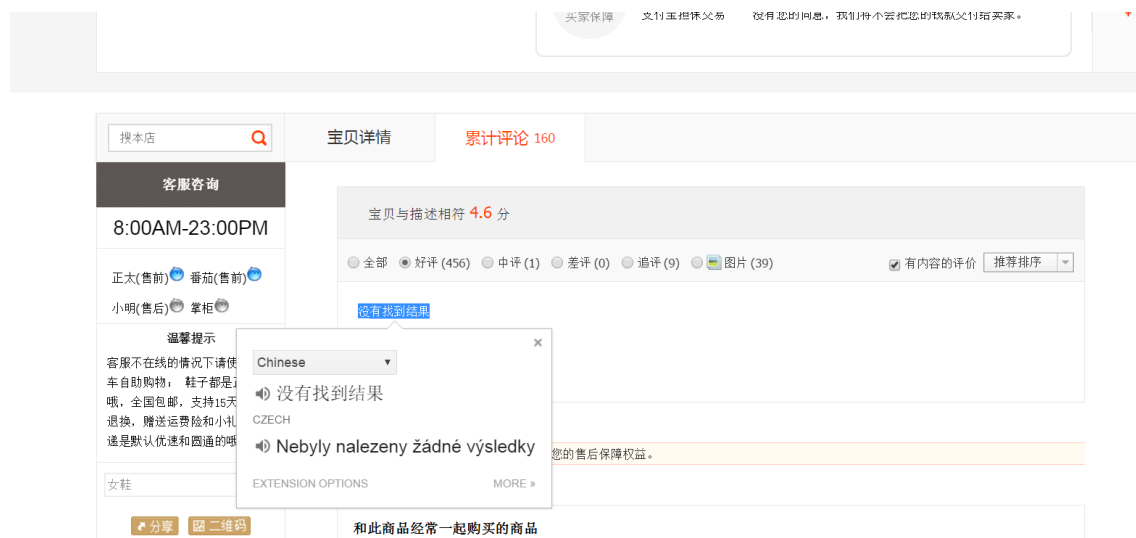 买家保障 支付宝担保交易 没有您的同意，我们将不会把您的钱款交付给卖家。
搜本店
宝贝详情
累计评论 160
客服咨询
8:00AM-23:00PM
正太(售前) 番茄(售前)
小明(售后) 掌柜
温馨提示
客服不在线的情况下请使
车自助购物； 鞋子都是
哦，全国包邮，支持15天
退换，赠送运费险和小礼
递是默认优速和圆通的哦
女鞋
分享 二维码
宝贝与描述相符 4.6 分
全部 好评 (456) 中评 (1) 差评 (0) 追评 (9) 图片 (39)
有内容的评价 推荐排序
没有找到结果
Chinese
没有找到结果
CZECH
Nebyly nalezeny žádné výsledky
EXTENSION OPTIONS MORE »
您的售后保障权益。
和此商品经常一起购买的商品